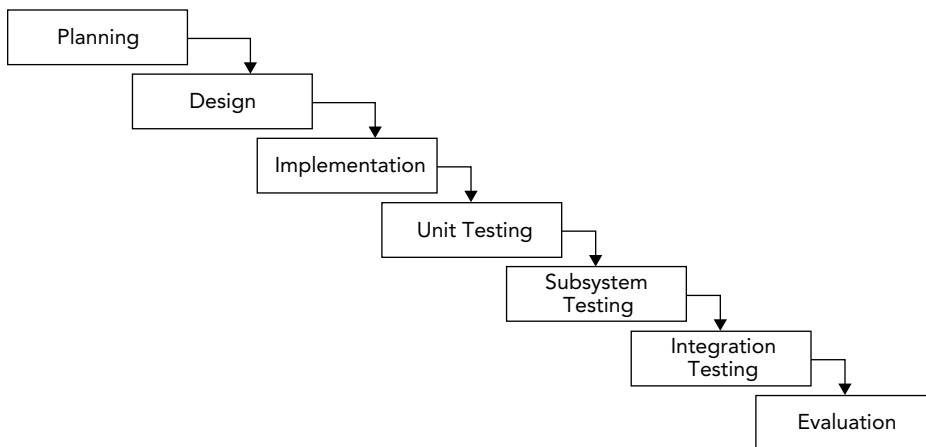 Planning
Design
Implementation
Unit Testing
Subsystem
Testing
Integration
Testing
Evaluation